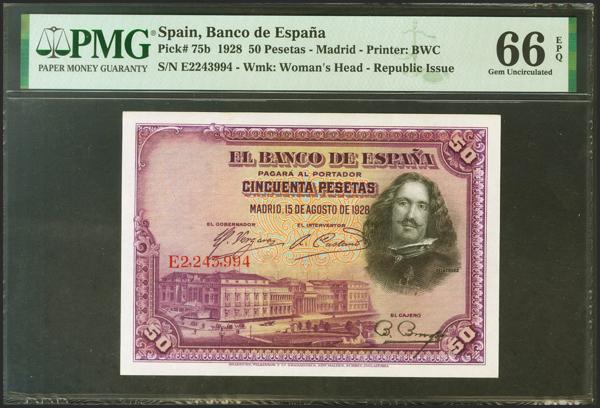 PMG
PAPER MONEY GUARANTY
Spain, Banco de España
Pick# 75b 1928 50 Pesetas - Madrid - Printer: BWC
S/N E2243994 - Wmk: Woman's Head - Republic Issue
66 EPQ
Gem Uncirculated
50
50
EL BANCO DE ESPAÑA
PAGARÁ AL PORTADOR
CINCUENTA PESETAS
MADRID, 15 DE AGOSTO DE 1928
EL GOBERNADOR
EL INTERVENTOR
E2,243,994
VELAZQUEZ
EL CAJERO
50
50